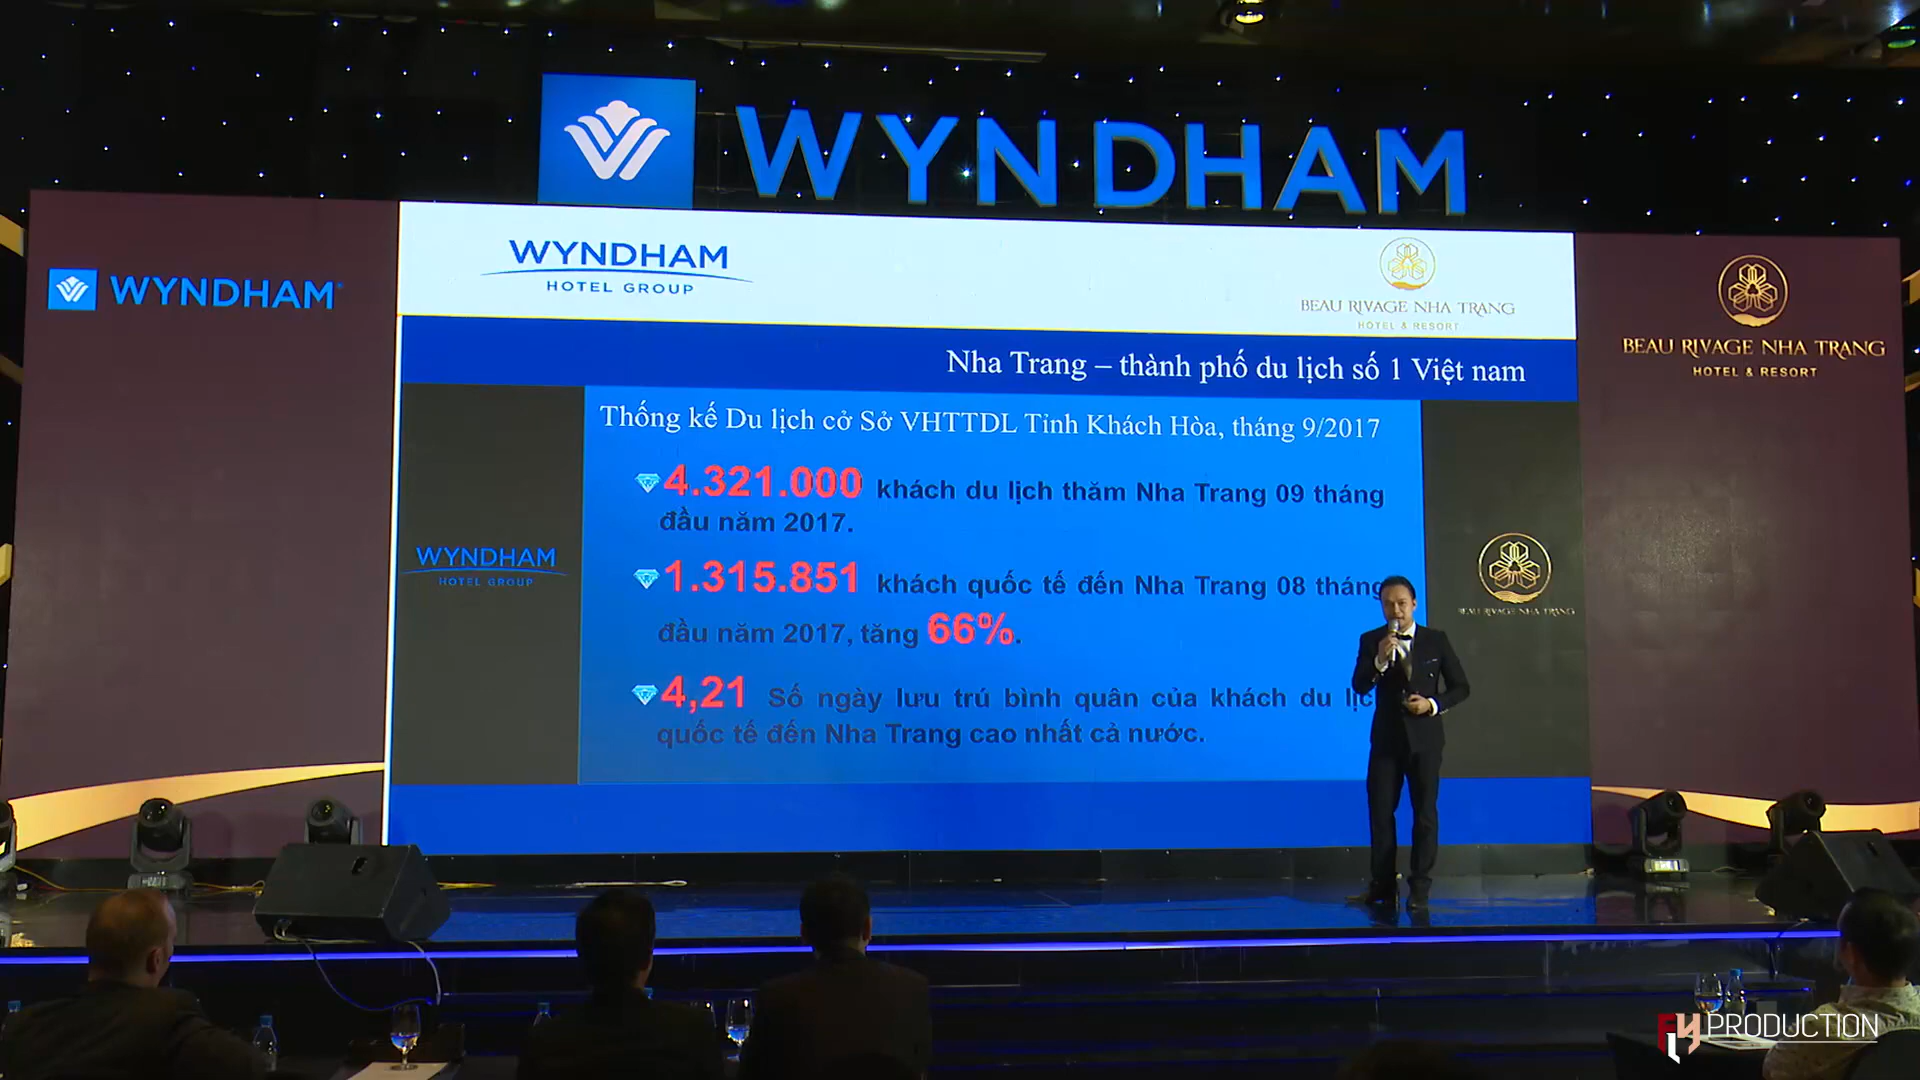 WYNDHAM
WYNDHAM
WYNDHAM
HOTEL GROUP
BEAU RIVAGE NHA TRANG
HOTEL & RESORT
BEAU RIVAGE NHA TRANG
HOTEL & RESORT
Nha Trang – thành phố du lịch số 1 Việt nam
Thống kế Du lịch cở Sở VHTTDL Tỉnh Khách Hòa, tháng 9/2017
4.321.000 khách du lịch thăm Nha Trang 09 tháng
đầu năm 2017.
1.315.851 khách quốc tế đến Nha Trang 08 tháng
đầu năm 2017, tăng 66%.
4,21 Số ngày lưu trú bình quân của khách du lịc
quốc tế đến Nha Trang cao nhất cả nước.
WYNDHAM
HOTEL GROUP
BEAU RIVAGE NHA TRANG
FLY PRODUCTION